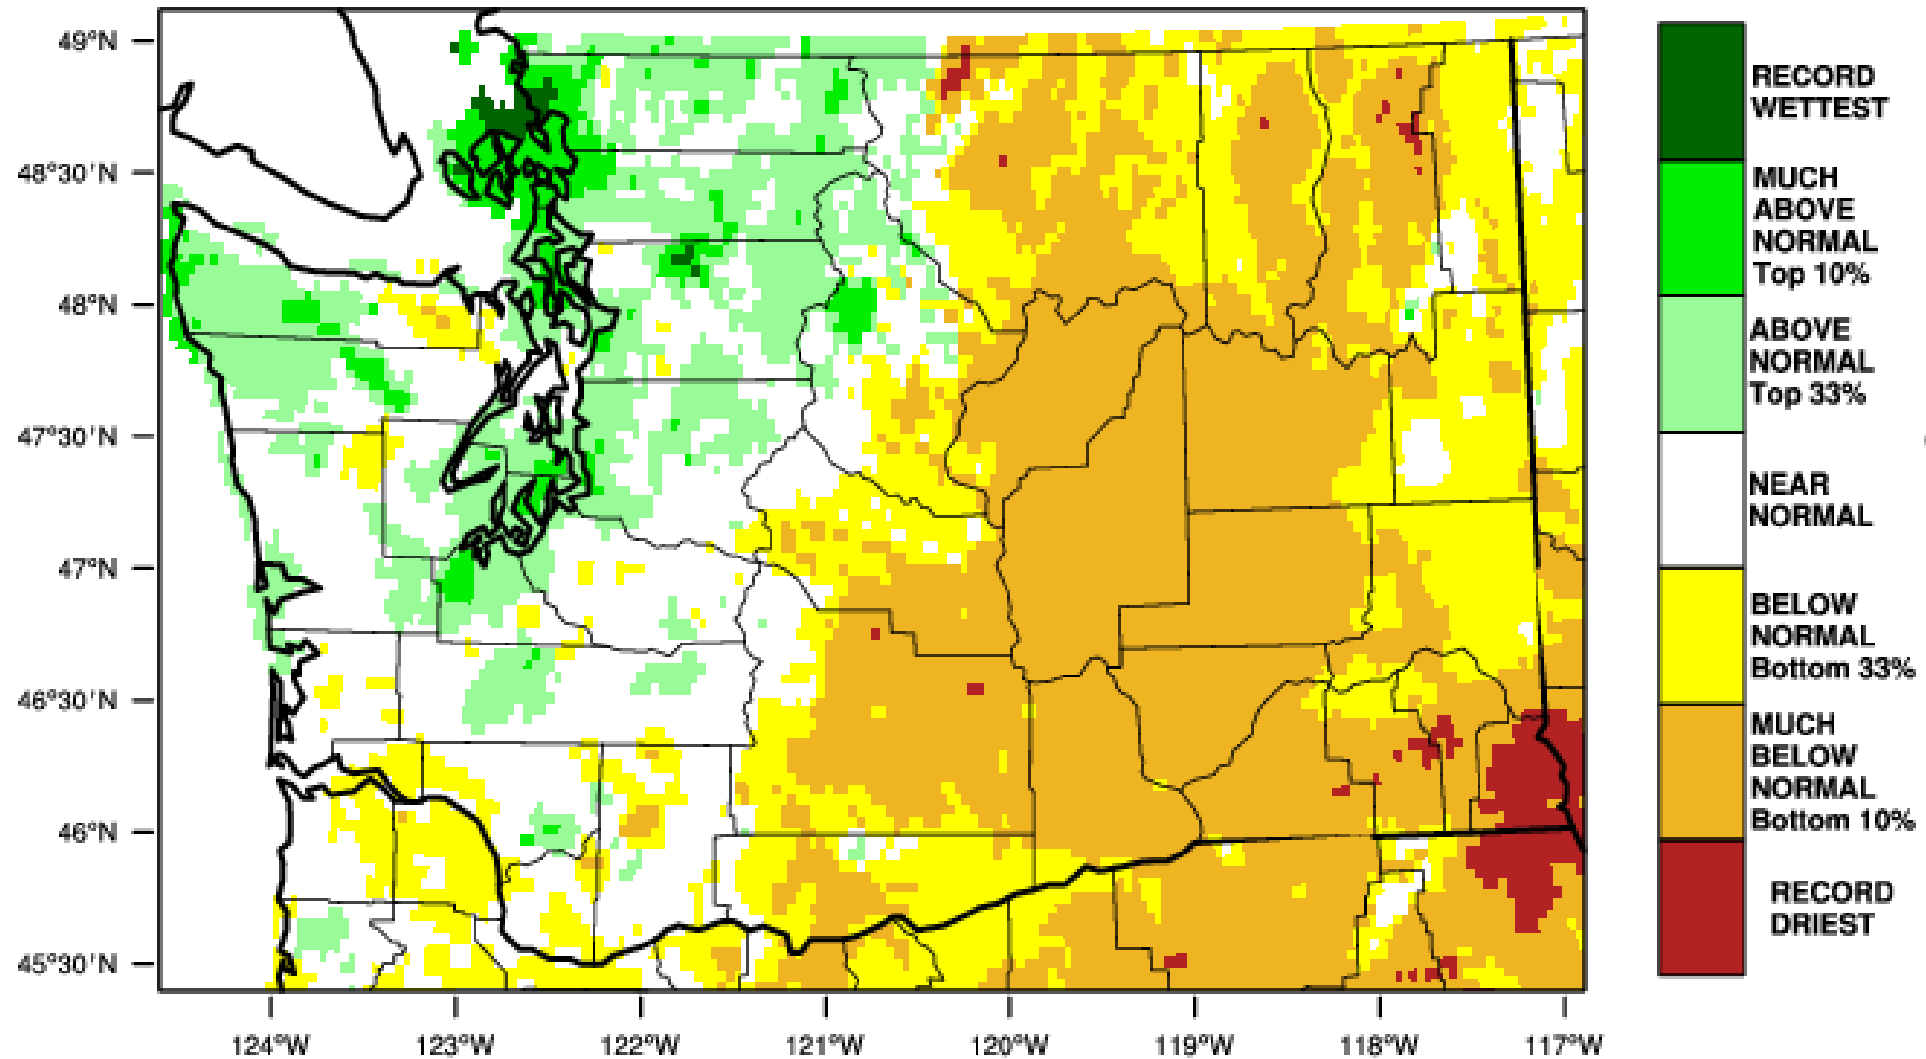 49°N
48°30'N
48°N
47°30'N
47°N
46°30'N
46°N
45°30'N
124°W
123°W
122°W
121°W
120°W
119°W
118°W
117°W
RECORD
WETTEST
MUCH
ABOVE
NORMAL
Top 10%
ABOVE
NORMAL
Top 33%
NEAR
NORMAL
BELOW
NORMAL
Bottom 33%
MUCH
BELOW
NORMAL
Bottom 10%
RECORD
DRIEST